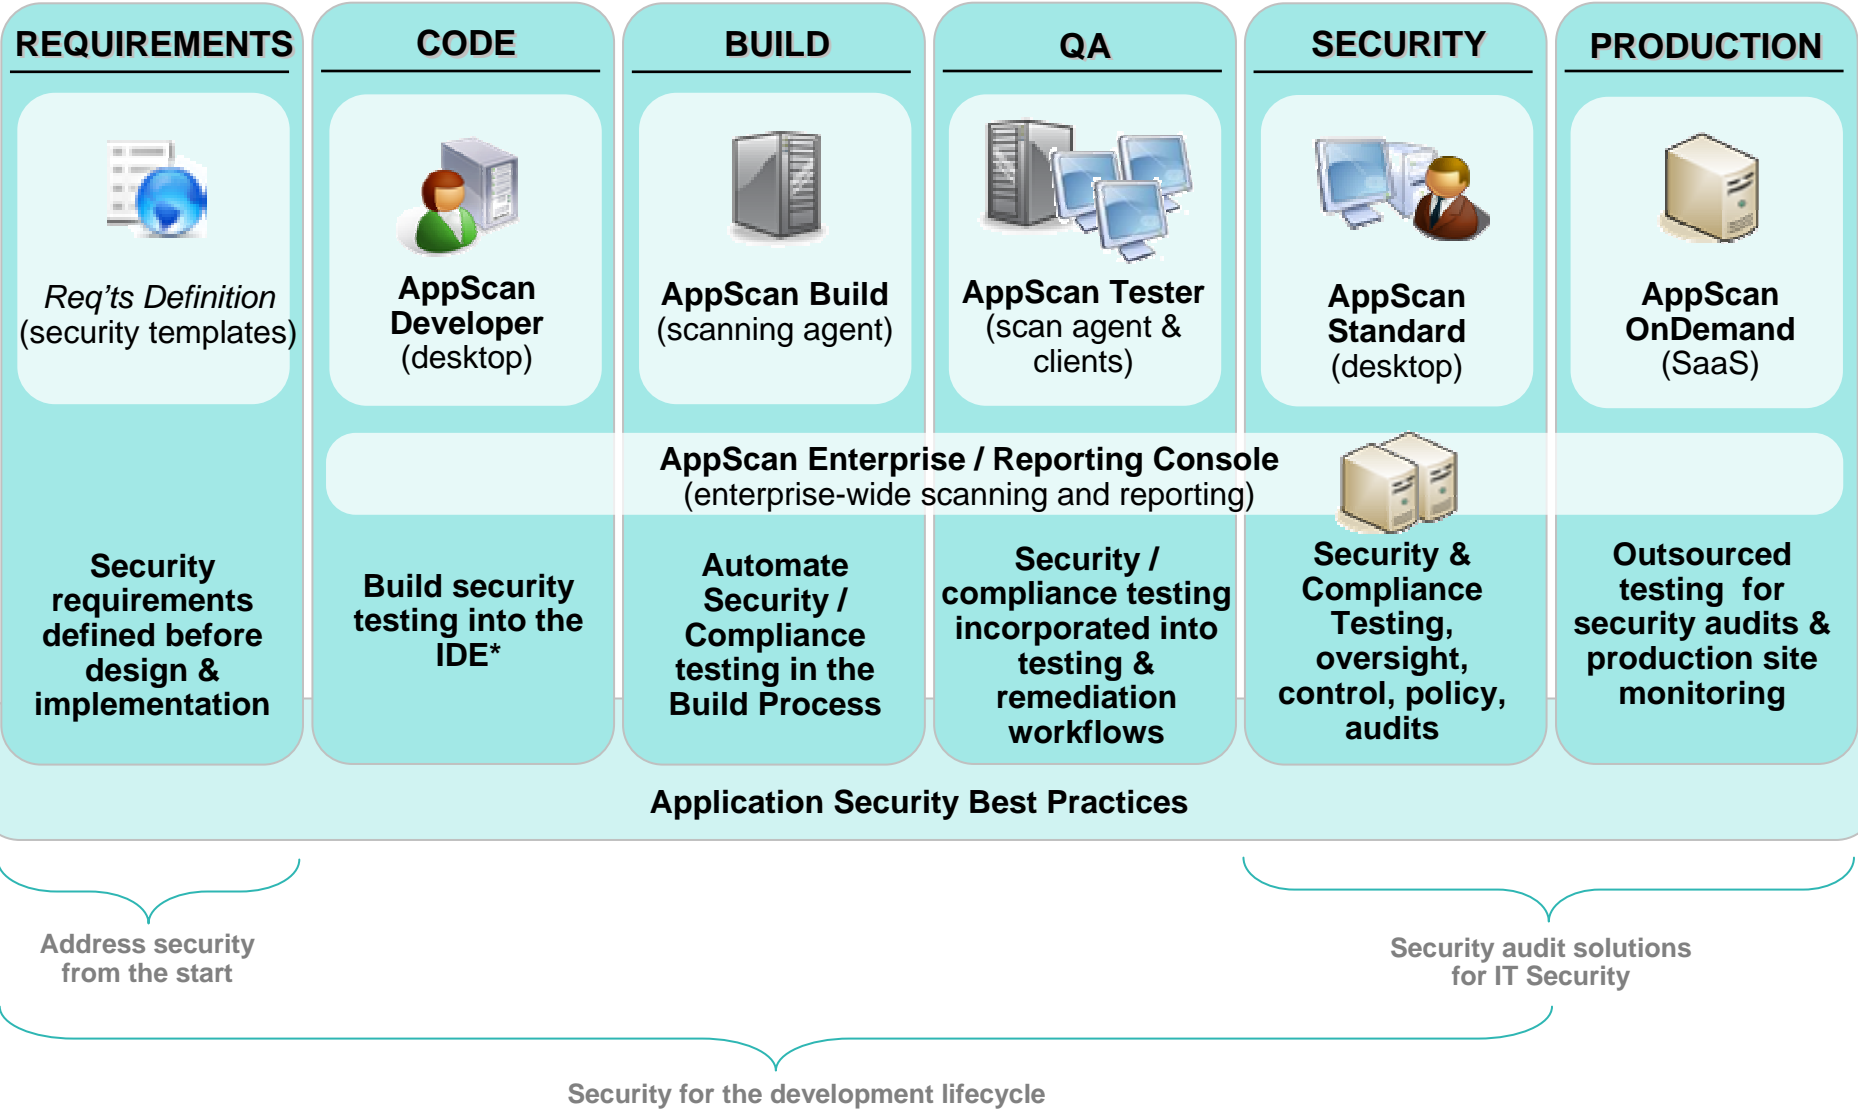 REQUIREMENTS
Req'ts Definition
(security templates)
Security
requirements
defined before
design &
implementation
CODE
AppScan
Developer
(desktop)
Build security
testing into the
IDE*
BUILD
AppScan Build
(scanning agent)
Automate
Security /
Compliance
testing in the
Build Process
QA
AppScan Tester
(scan agent &
clients)
Security /
compliance testing
incorporated into
testing &
remediation
workflows
SECURITY
AppScan
Standard
(desktop)
Security &
Compliance
Testing,
oversight,
control, policy,
audits
PRODUCTION
AppScan
OnDemand
(SaaS)
Outsourced
testing for
security audits &
production site
monitoring
AppScan Enterprise / Reporting Console
(enterprise-wide scanning and reporting)
Application Security Best Practices
Address security
from the start
Security audit solutions
for IT Security
Security for the development lifecycle